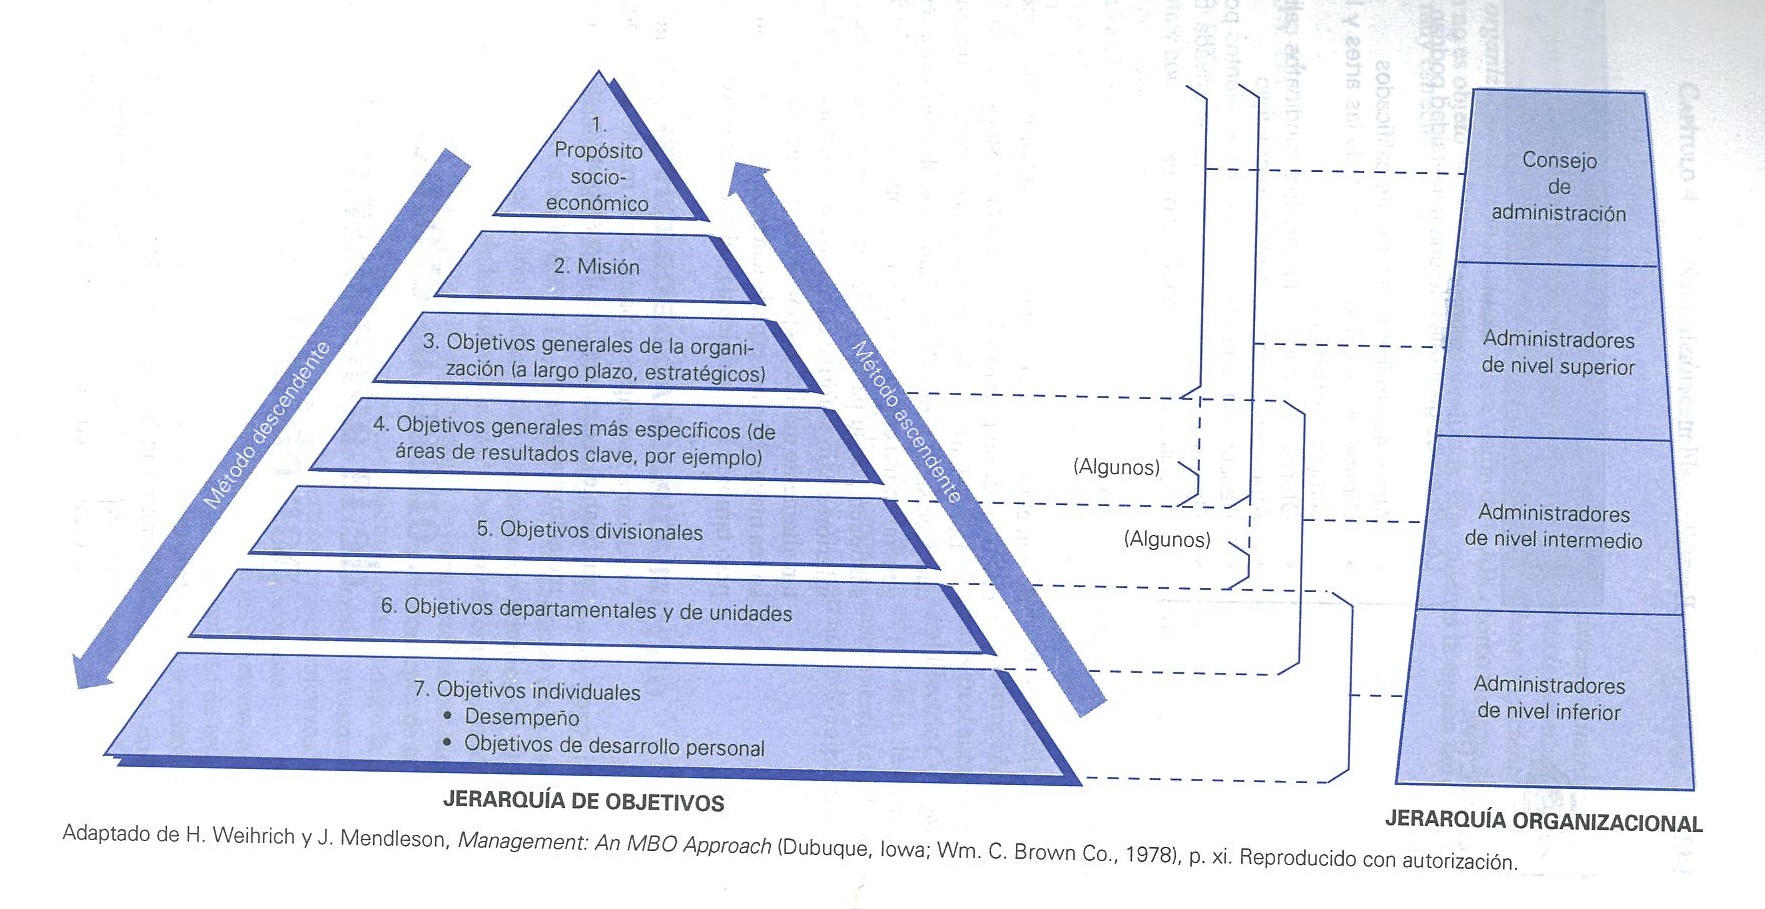 1.
Propósito
socio-
económico
2. Misión
3. Objetivos generales de la organi-
zación (a largo plazo, estratégicos)
4. Objetivos generales más específicos (de
áreas de resultados clave, por ejemplo)
5. Objetivos divisionales
6. Objetivos departamentales y de unidades
7. Objetivos individuales
• Desempeño
• Objetivos de desarrollo personal
Método descendente
Método ascendente
(Algunos)
(Algunos)
Consejo
de
administración
Administradores
de nivel superior
Administradores
de nivel intermedio
Administradores
de nivel inferior
JERARQUÍA DE OBJETIVOS
JERARQUÍA ORGANIZACIONAL
Adaptado de H. Weihrich y J. Mendleson, Management: An MBO Approach (Dubuque, Iowa; Wm. C. Brown Co., 1978), p. xi. Reproducido con autorización.